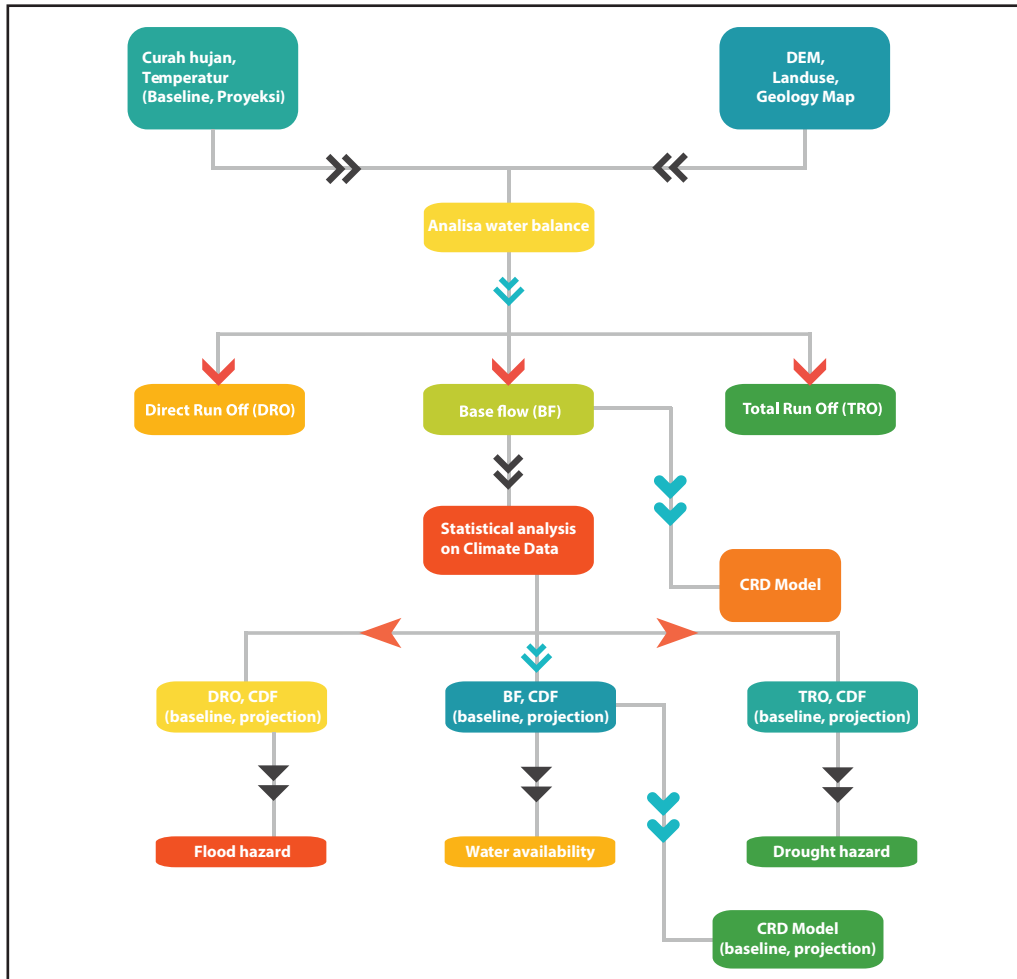 Curah hujan,
Temperatur
(Baseline, Proyeksi)
DEM,
Landuse,
Geology Map
Analisa water balance
Direct Run Off (DRO)
Base flow (BF)
Total Run Off (TRO)
Statistical analysis
on Climate Data
CRD Model
DRO, CDF
(baseline, projection)
BF, CDF
(baseline, projection)
TRO, CDF
(baseline, projection)
Flood hazard
Water availability
Drought hazard
CRD Model
(baseline, projection)